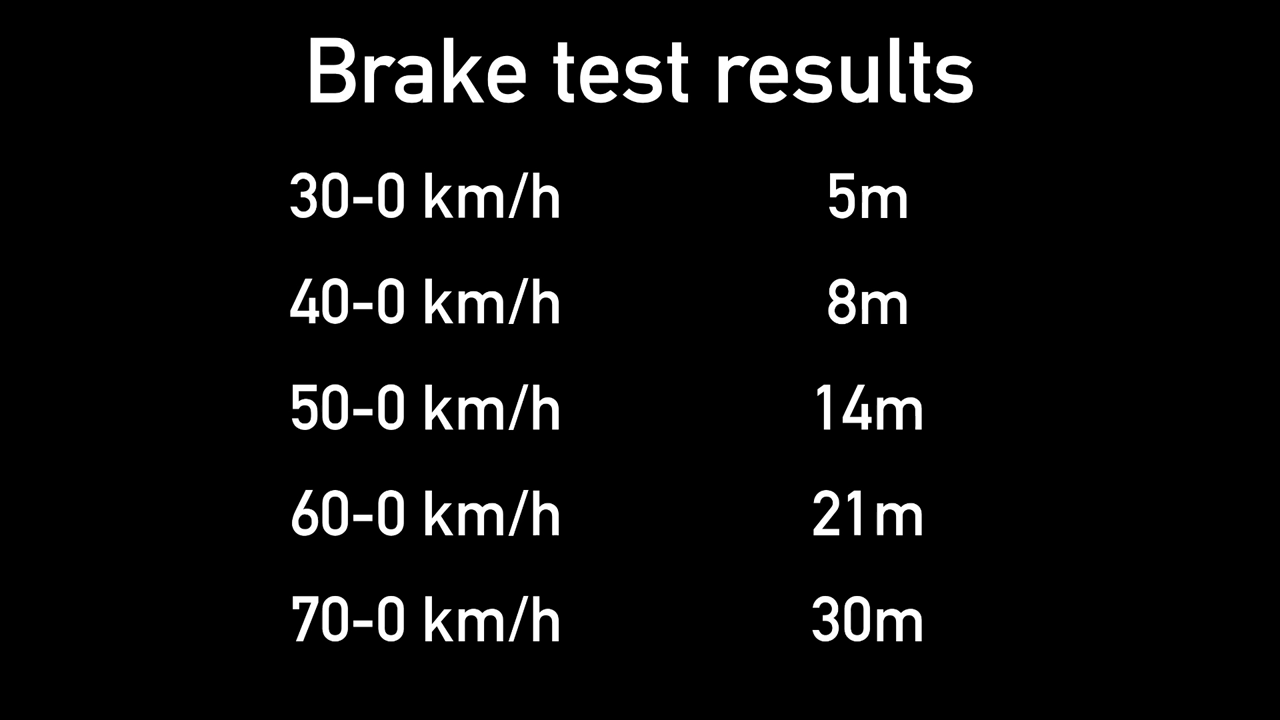 Brake test results
30-0 km/h 5m
40-0 km/h 8m
50-0 km/h 14m
60-0 km/h 21m
70-0 km/h 30m